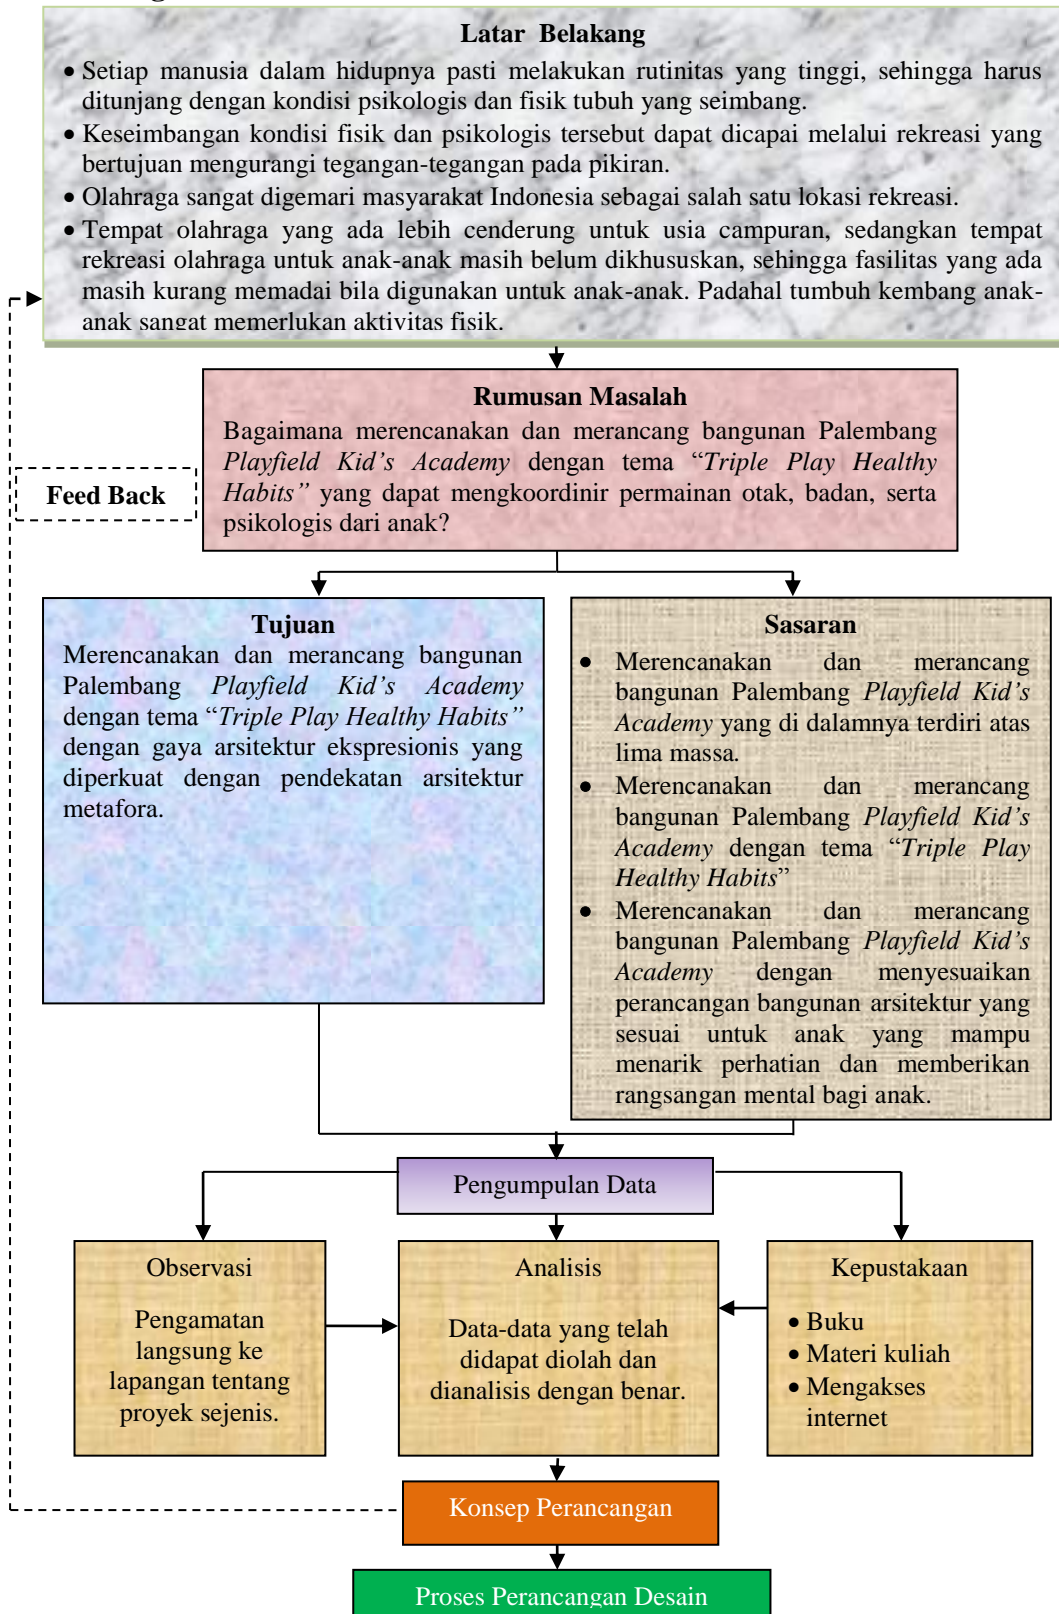 Latar Belakang
• Setiap manusia dalam hidupnya pasti melakukan rutinitas yang tinggi, sehingga harus
ditunjang dengan kondisi psikologis dan fisik tubuh yang seimbang.
• Keseimbangan kondisi fisik dan psikologis tersebut dapat dicapai melalui rekreasi yang
bertujuan mengurangi tegangan-tegangan pada pikiran.
• Olahraga sangat digemari masyarakat Indonesia sebagai salah satu lokasi rekreasi.
• Tempat olahraga yang ada lebih cenderung untuk usia campuran, sedangkan tempat
rekreasi olahraga untuk anak-anak masih belum dikhususkan, sehingga fasilitas yang ada
masih kurang memadai bila digunakan untuk anak-anak. Padahal tumbuh kembang anak-
anak sangat memerlukan aktivitas fisik.
Rumusan Masalah
Bagaimana merencanakan dan merancang bangunan Palembang
Playfield Kid's Academy dengan tema “Triple Play Healthy
Habits” yang dapat mengkoordinir permainan otak, badan, serta
psikologis dari anak?
Feed Back
Tujuan
Merencanakan dan merancang bangunan
Palembang Playfield Kid's Academy
dengan tema “Triple Play Healthy Habits”
dengan gaya arsitektur ekspresionis yang
diperkuat dengan pendekatan arsitektur
metafora.
Sasaran
• Merencanakan dan merancang
bangunan Palembang Playfield Kid's
Academy yang di dalamnya terdiri atas
lima massa.
• Merencanakan dan merancang
bangunan Palembang Playfield Kid's
Academy dengan tema “Triple Play
Healthy Habits”
• Merencanakan dan merancang
bangunan Palembang Playfield Kid's
Academy dengan menyesuaikan
perancangan bangunan arsitektur yang
sesuai untuk anak yang mampu
menarik perhatian dan memberikan
rangsangan mental bagi anak.
Pengumpulan Data
Observasi
Pengamatan
langsung ke
lapangan tentang
proyek sejenis.
Analisis
Data-data yang telah
didapat diolah dan
dianalisis dengan benar.
Kepustakaan
• Buku
• Materi kuliah
• Mengakses
internet
Konsep Perancangan
Proses Perancangan Desain